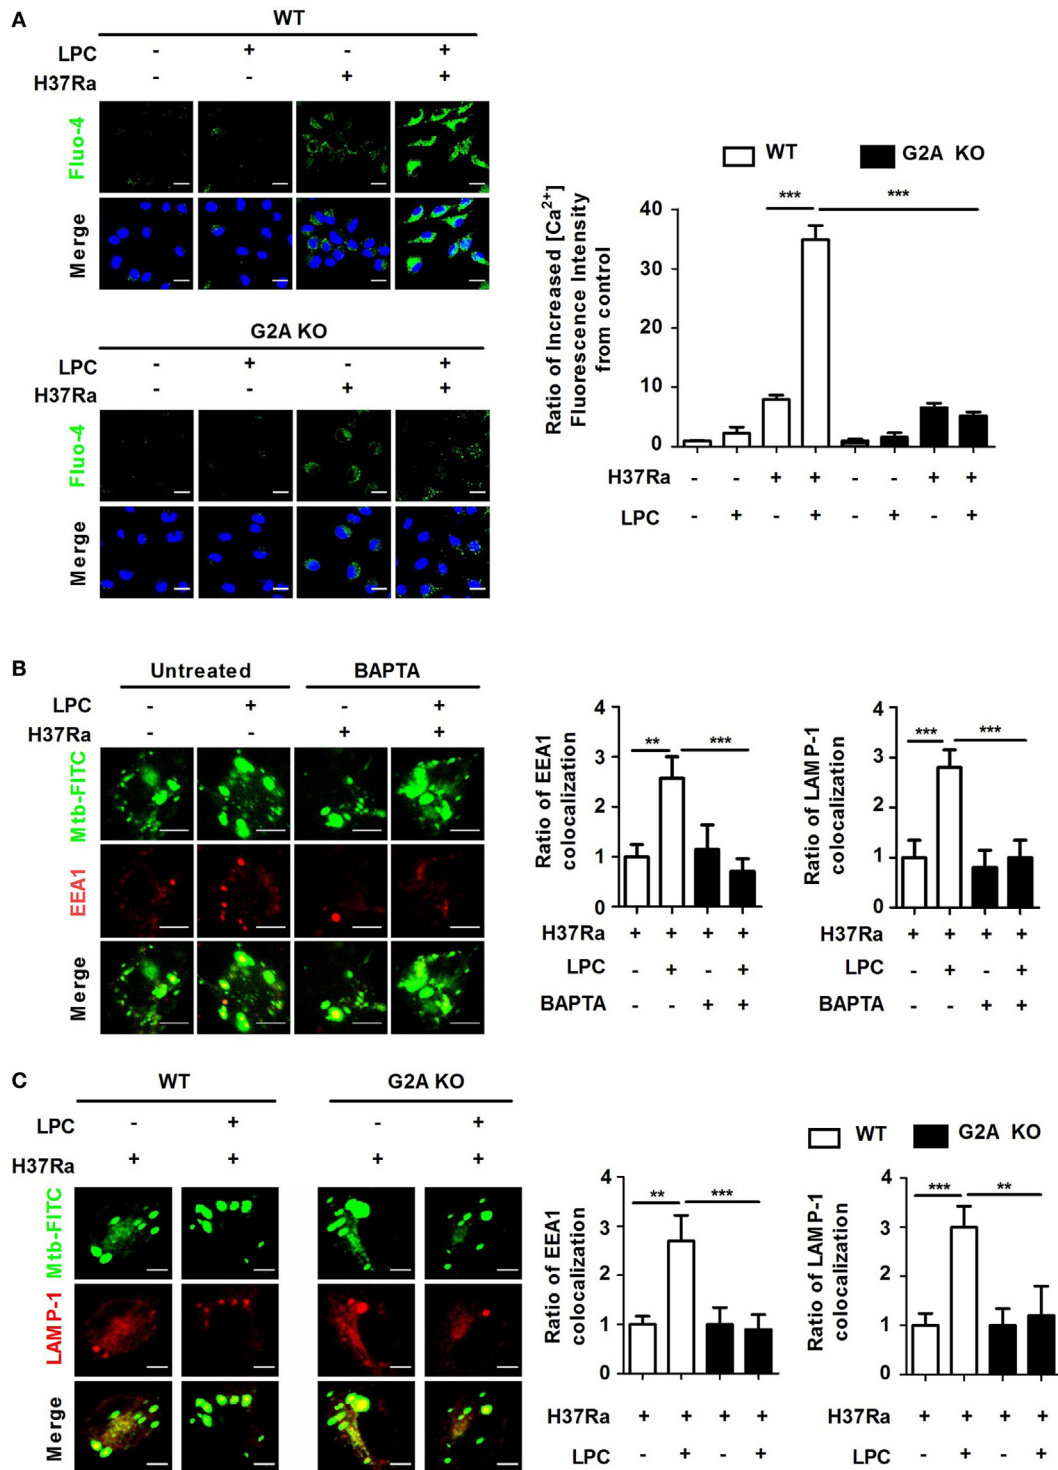 A
WT
LPC - + - +
H37Ra - - + +
Fluo-4
Merge
G2A KO
LPC - + - +
H37Ra - - + +
Fluo-4
Merge
WT G2A KO
*** ***
Ratio of Increased [Ca2+]
Fluorescence Intensity
from control
40
30
20
10
0
H37Ra - - + + - - + +
LPC - + - + - + - +
B
Untreated BAPTA
LPC - + - +
H37Ra - - + +
Mtb-FITC
EEA1
Merge
Ratio of EEA1
colocalization
4
3
2
1
0
** ***
H37Ra + + + +
LPC - + - +
BAPTA - - + +
Ratio of LAMP-1
colocalization
4
3
2
1
0
*** ***
H37Ra + + + +
LPC - + - +
BAPTA - - + +
C
WT G2A KO
LPC - + - +
H37Ra + + + +
Mtb-FITC
LAMP-1
Merge
WT G2A KO
Ratio of EEA1
colocalization
4
3
2
1
0
** ***
H37Ra + + + +
LPC - + - +
Ratio of LAMP-1
colocalization
4
3
2
1
0
*** **
H37Ra + + + +
LPC - + - +